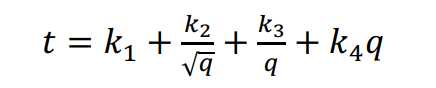 t = k₁ + k₂/√q + k₃/q + k₄q